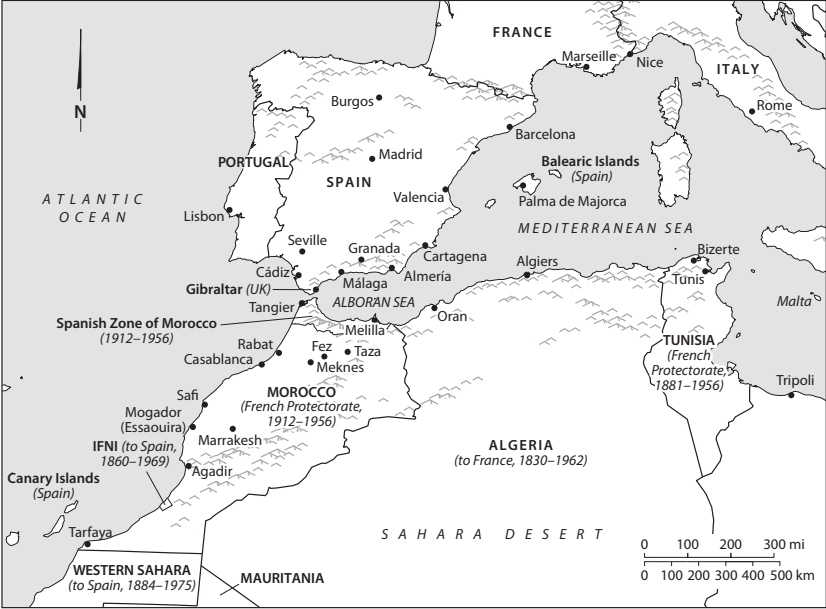 FRANCE
Marseille
Nice
ITALY
Burgos
Rome
N
Barcelona
PORTUGAL
Madrid
Balearic Islands
(Spain)
SPAIN
ATLANTIC
OCEAN
Valencia
Palma de Majorca
Lisbon
MEDITERRANEAN SEA
Seville
Granada
Cartagena
Bizerte
Cádiz
Málaga
Almería
Algiers
Tunis
Gibraltar (UK)
ALBORAN SEA
Malta
Tangier
Oran
Spanish Zone of Morocco
(1912–1956)
Melilla
Rabat
Fez
Taza
TUNISIA
(French
Protectorate,
1881–1956)
Casablanca
Meknes
Tripoli
Safi
MOROCCO
(French Protectorate,
1912–1956)
Mogador
(Essaouira)
Marrakesh
IFNI (to Spain,
1860–1969)
ALGERIA
(to France, 1830–1962)
Agadir
Canary Islands
(Spain)
Tarfaya
SAHARA DESERT
0 100 200 300 mi
0 100 200 300 400 500 km
WESTERN SAHARA
(to Spain, 1884–1975)
MAURITANIA